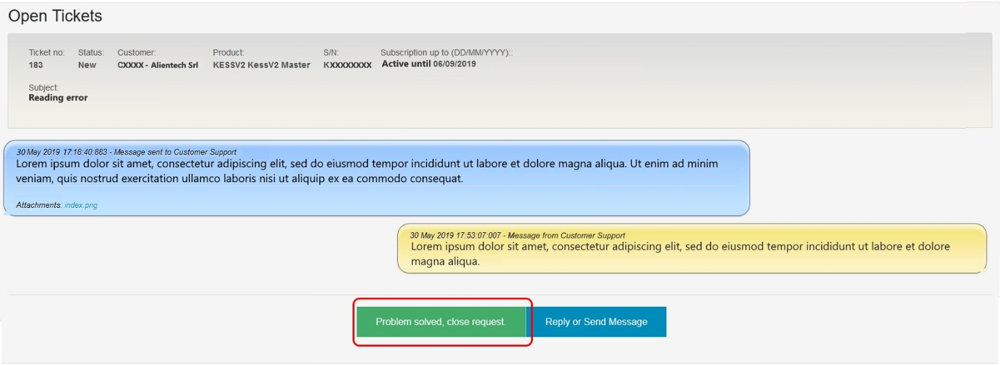 Open Tickets
Ticket no: Status: Customer: Product: S/N: Subscription up to (DD/MM/YYYY)::
183 New CXXXX - Alientech Srl KESSV2 KessV2 Master KXXXXXXXX Active until 06/09/2019
Subject:
Reading error
30 May 2019 17:18:40:883 - Message sent to Customer Support
Lorem ipsum dolor sit amet, consectetur adipiscing elit, sed do eiusmod tempor incididunt ut labore et dolore magna aliqua. Ut enim ad minim
veniam, quis nostrud exercitation ullamco laboris nisi ut aliquip ex ea commodo consequat.
Attachments: index.png
30 May 2019 17:53:07:007 - Message from Customer Support
Lorem ipsum dolor sit amet, consectetur adipiscing elit, sed do eiusmod tempor incididunt ut labore et dolore
magna aliqua.
Problem solved, close request. Reply or Send Message